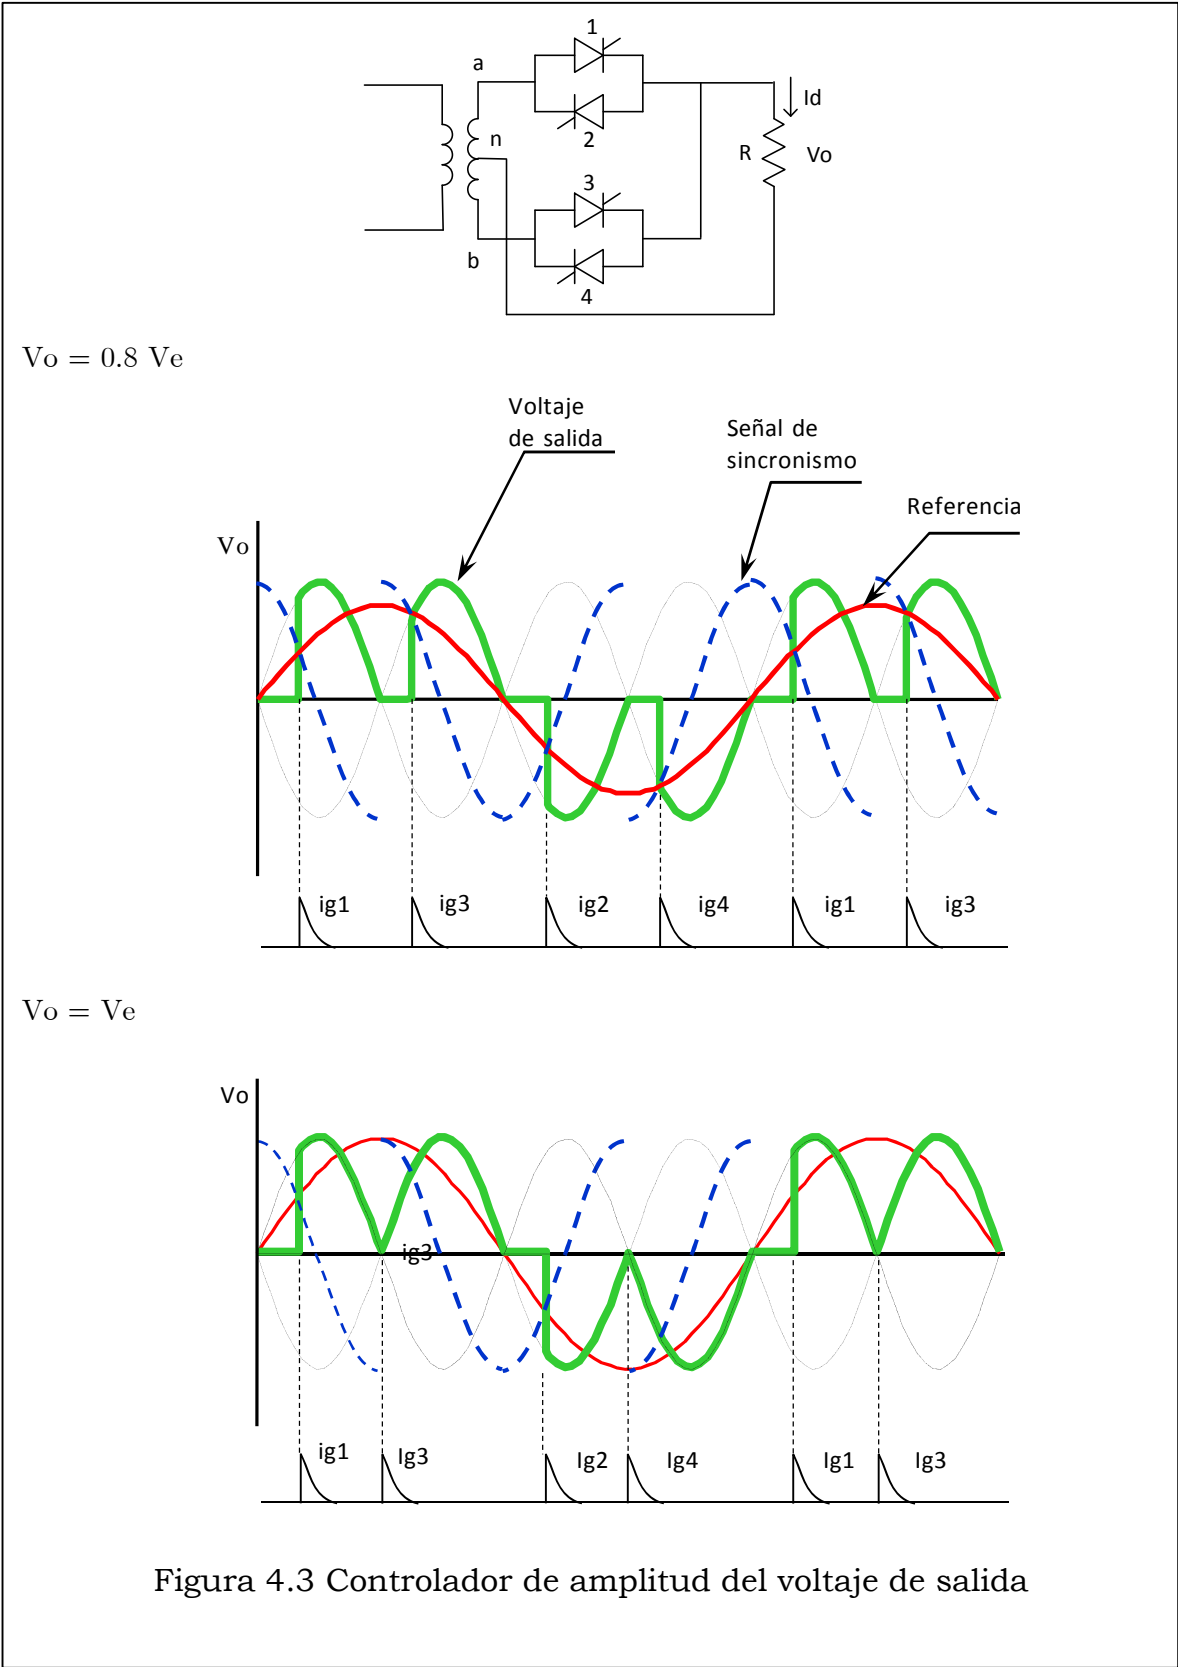 1
a
Id
n
2
R
Vo
3
b
4
Vo = 0.8 Ve
Voltaje
de salida
Señal de
sincronismo
Referencia
Vo
ig1
ig3
ig2
ig4
ig1
ig3
Vo = Ve
Vo
ig3
ig1
Ig3
Ig2
Ig4
Ig1
Ig3
Figura 4.3 Controlador de amplitud del voltaje de salida